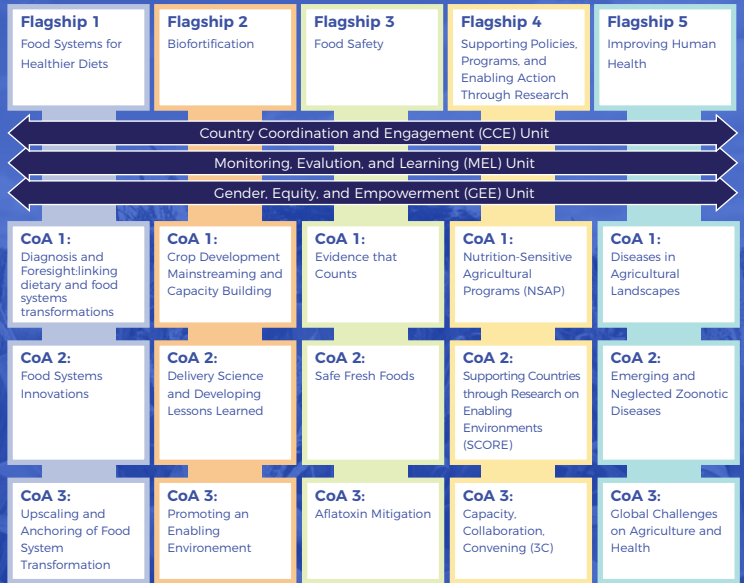 Flagship 1
Food Systems for
Healthier Diets
Flagship 2
Biofortification
Flagship 3
Food Safety
Flagship 4
Supporting Policies,
Programs, and
Enabling Action
Through Research
Flagship 5
Improving Human
Health
Country Coordination and Engagement (CCE) Unit
Monitoring, Evalution, and Learning (MEL) Unit
Gender, Equity, and Empowerment (GEE) Unit
CoA 1:
Diagnosis and
Foresight:linking
dietary and food
systems
transformations
CoA 1:
Crop Development
Mainstreaming and
Capacity Building
CoA 1:
Evidence that
Counts
CoA 1:
Nutrition-Sensitive
Agricultural
Programs (NSAP)
CoA 1:
Diseases in
Agricultural
Landscapes
CoA 2:
Food Systems
Innovations
CoA 2:
Delivery Science
and Developing
Lessons Learned
CoA 2:
Safe Fresh Foods
CoA 2:
Supporting Countries
through Research on
Enabling
Environments
(SCORE)
CoA 2:
Emerging and
Neglected Zoonotic
Diseases
CoA 3:
Upscaling and
Anchoring of Food
System
Transformation
CoA 3:
Promoting an
Enabling
Environement
CoA 3:
Aflatoxin Mitigation
CoA 3:
Capacity,
Collaboration,
Convening (3C)
CoA 3:
Global Challenges
on Agriculture and
Health